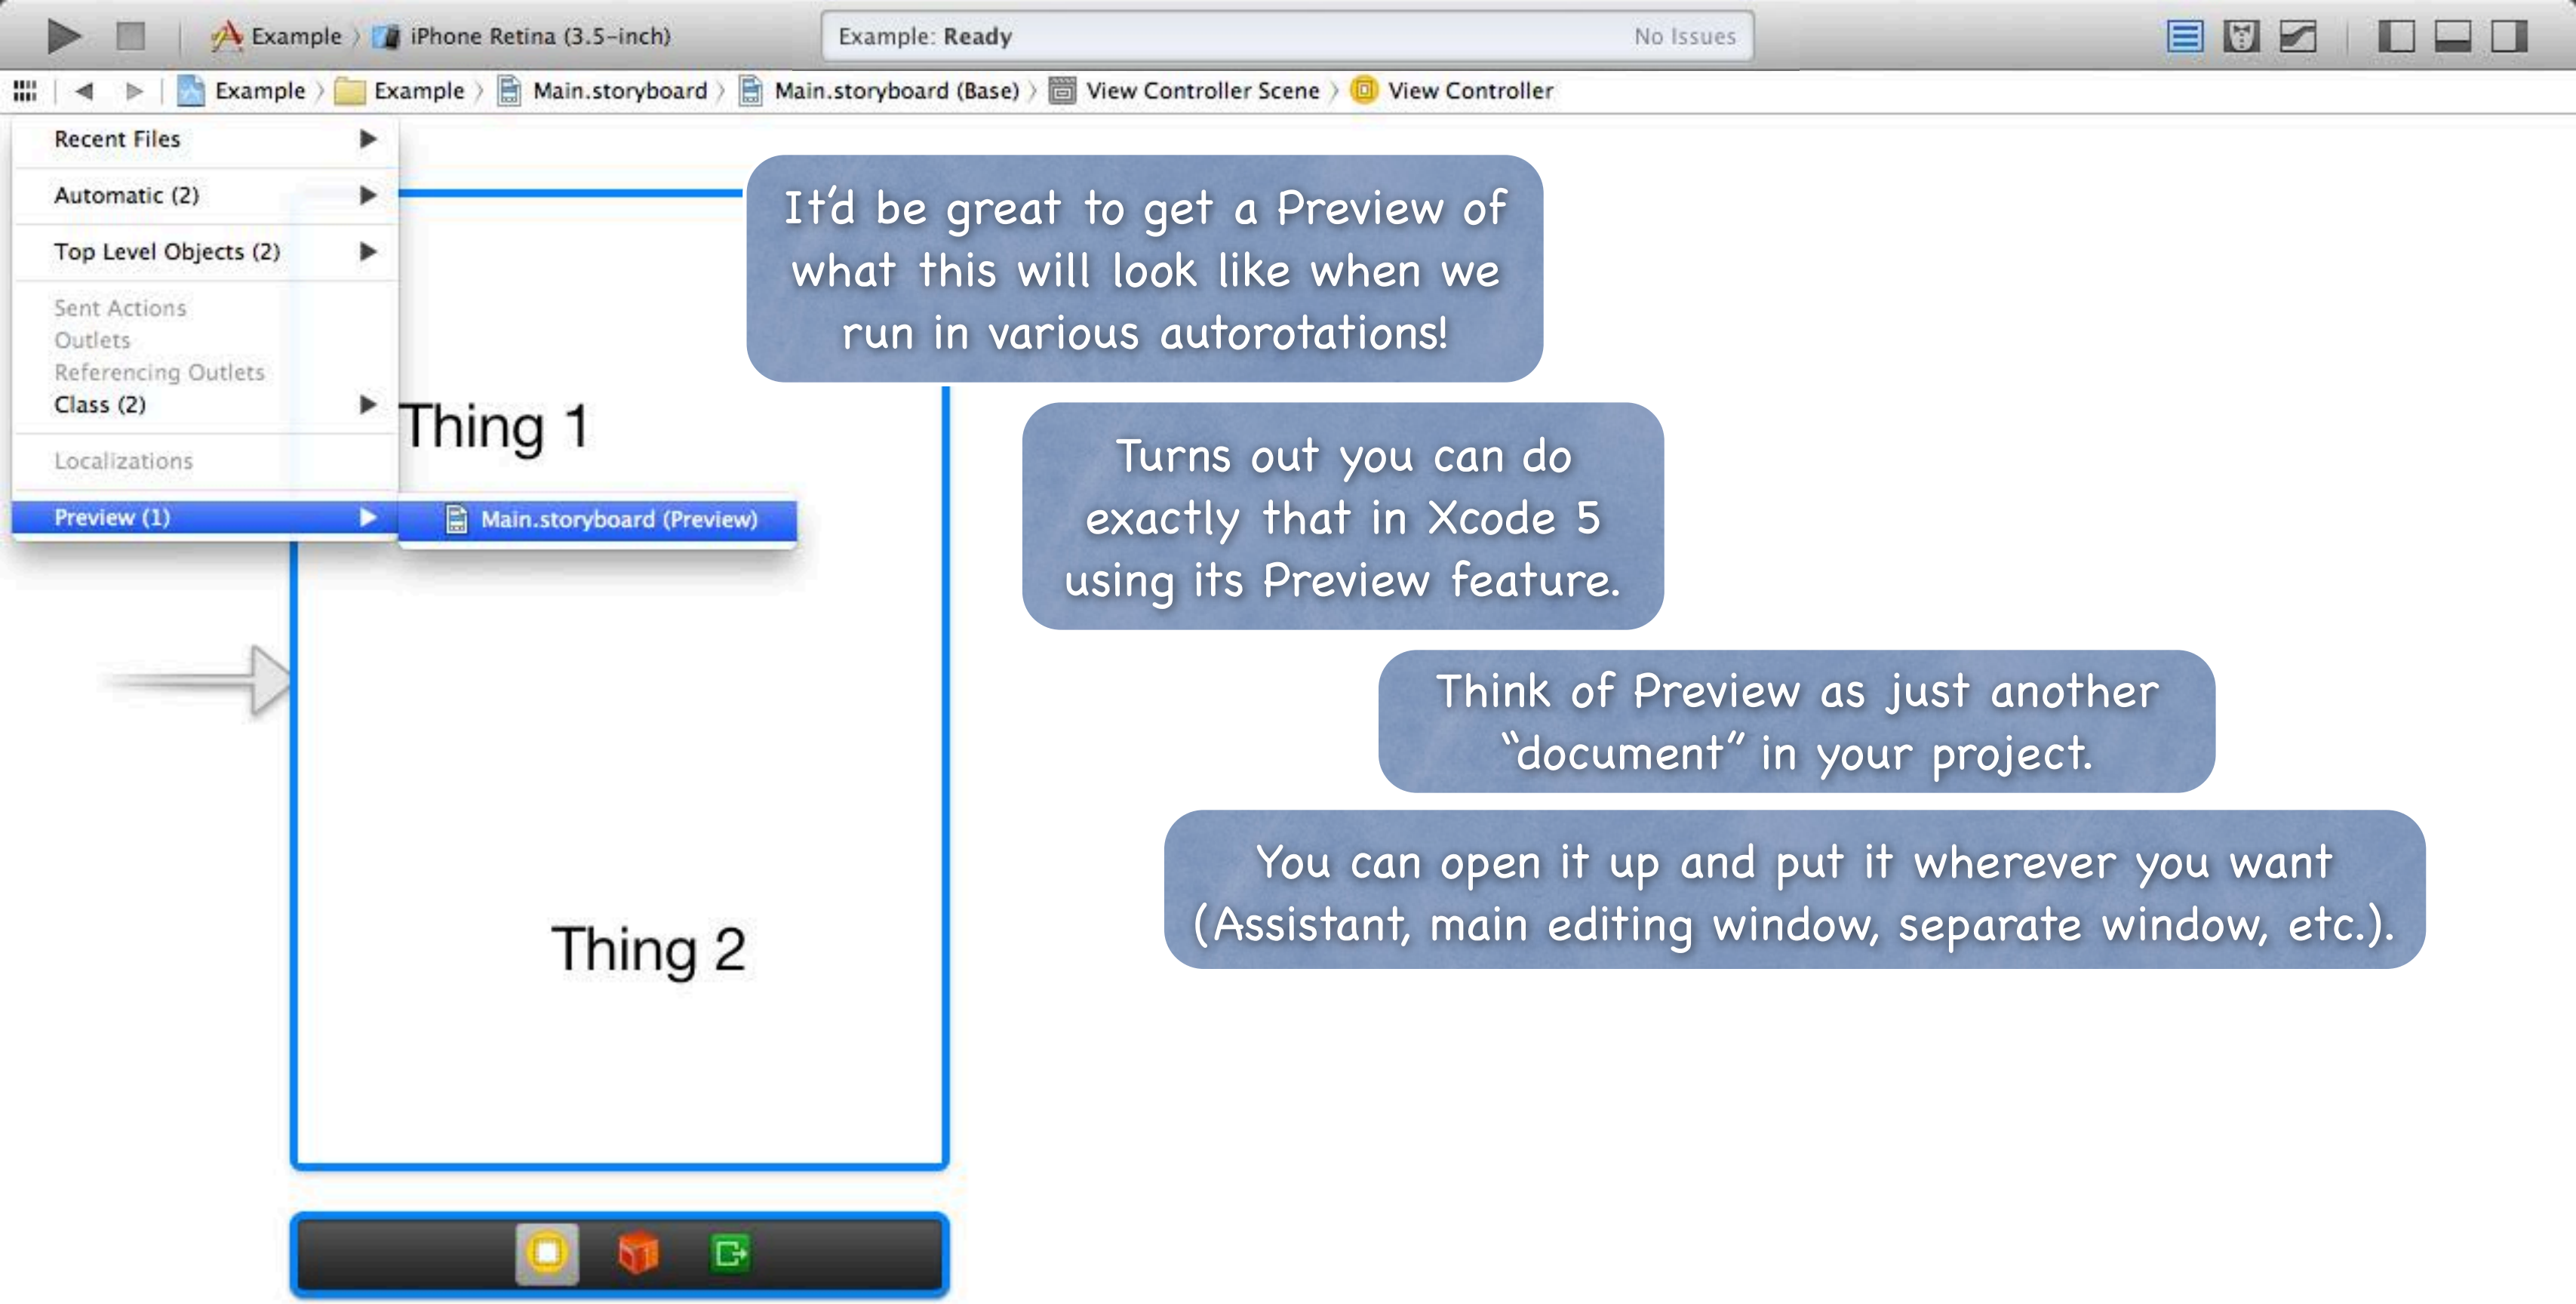 Example 〉 iPhone Retina (3.5-inch)
Example: Ready
No Issues
Example 〉 Example 〉 Main.storyboard 〉 Main.storyboard (Base) 〉 View Controller Scene 〉 View Controller
Recent Files
Automatic (2)
Top Level Objects (2)
Sent Actions
Outlets
Referencing Outlets
Class (2)
Localizations
Preview (1)
Main.storyboard (Preview)
Thing 1
Thing 2
It'd be great to get a Preview of
what this will look like when we
run in various autorotations!
Turns out you can do
exactly that in Xcode 5
using its Preview feature.
Think of Preview as just another
“document” in your project.
You can open it up and put it wherever you want
(Assistant, main editing window, separate window, etc.).